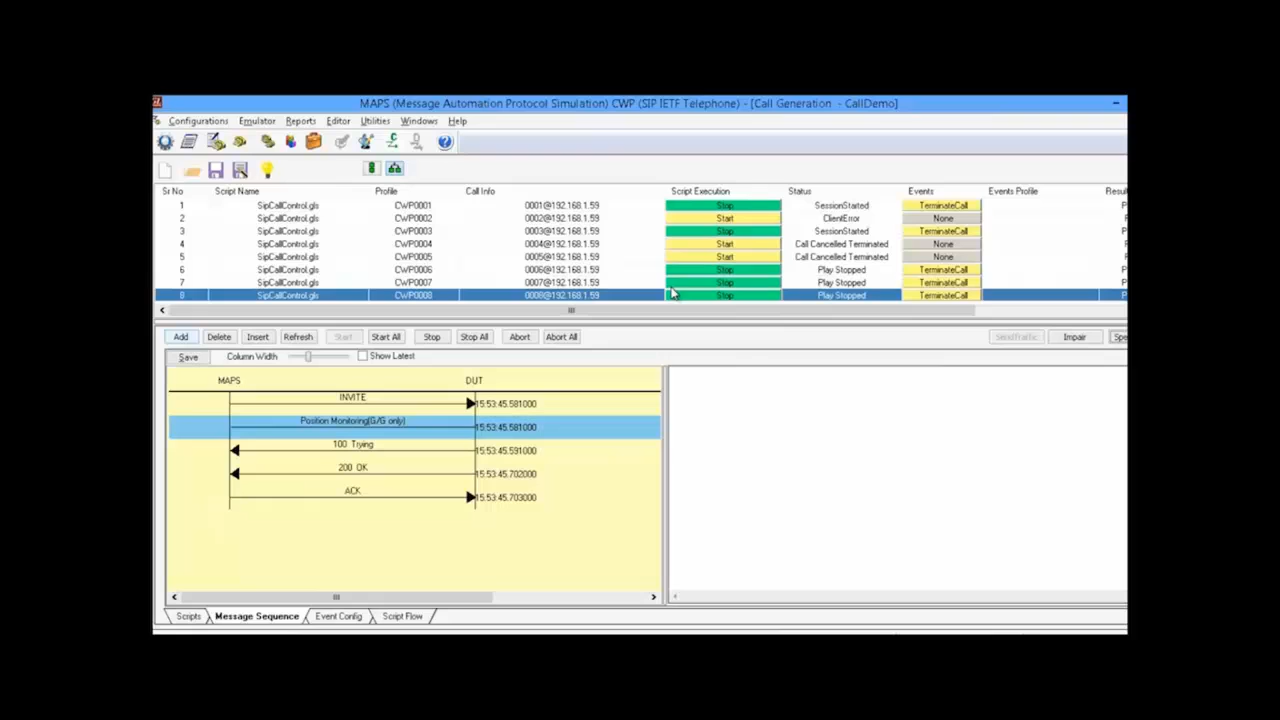 MAPS (Message Automation Protocol Simulation) CWP (SIP IETF Telephone) - [Call Generation - CallDemo]
Configurations Emulator Reports Editor Utilities Windows Help
Sr No Script Name Profile Call Info Script Execution Status Events Events Profile Resul
1 SipCallControl.gls CWP0001 0001@192.168.1.59 Stop SessionStarted TerminateCall P
2 SipCallControl.gls CWP0002 0002@192.168.1.59 Start ClientError None P
3 SipCallControl.gls CWP0003 0003@192.168.1.59 Stop SessionStarted TerminateCall P
4 SipCallControl.gls CWP0004 0004@192.168.1.59 Start Call Cancelled Terminated None P
5 SipCallControl.gls CWP0005 0005@192.168.1.59 Start Call Cancelled Terminated None P
6 SipCallControl.gls CWP0006 0006@192.168.1.59 Stop Play Stopped TerminateCall P
7 SipCallControl.gls CWP0007 0007@192.168.1.59 Stop Play Stopped TerminateCall P
8 SipCallControl.gls CWP0008 0008@192.168.1.59 Stop Play Stopped TerminateCall P
Add Delete Insert Refresh Start Start All Stop Stop All Abort Abort All SendTraffic Impair Spe
Save Column Width Show Latest
MAPS DUT
INVITE 15:53:45.581000
Position Monitoring(G/G only) 15:53:45.581000
100 Trying 15:53:45.591000
200 OK 15:53:45.702000
ACK 15:53:45.703000
Scripts Message Sequence Event Config Script Flow